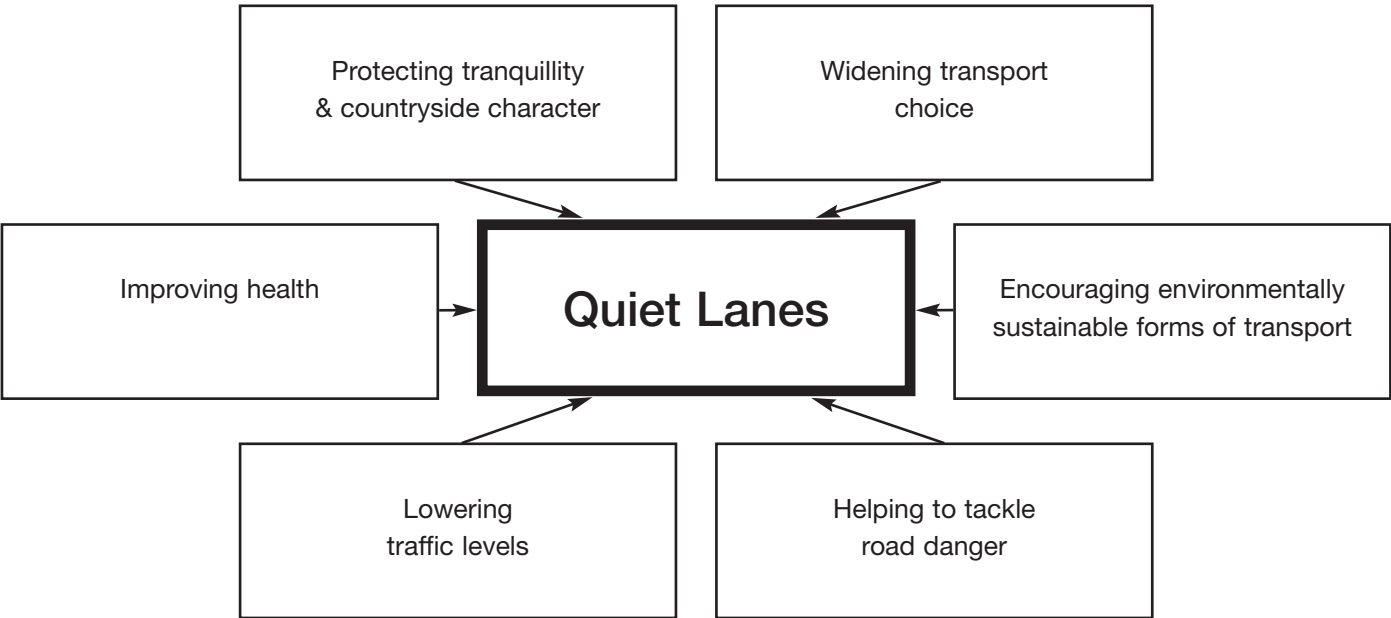 Protecting tranquillity
& countryside character
Widening transport
choice
Improving health
Quiet Lanes
Encouraging environmentally
sustainable forms of transport
Lowering
traffic levels
Helping to tackle
road danger